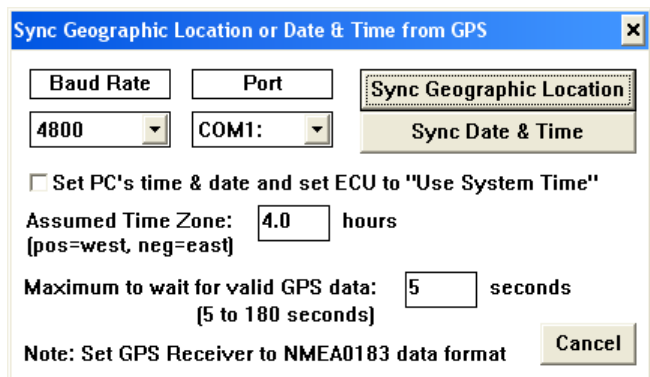 Sync Geographic Location or Date & Time from GPS
Baud Rate
Port
Sync Geographic Location
4800
COM1:
Sync Date & Time
Set PC's time & date and set ECU to "Use System Time"
Assumed Time Zone: 4.0 hours
(pos=west, neg=east)
Maximum to wait for valid GPS data: 5 seconds
(5 to 180 seconds)
Cancel
Note: Set GPS Receiver to NMEA0183 data format